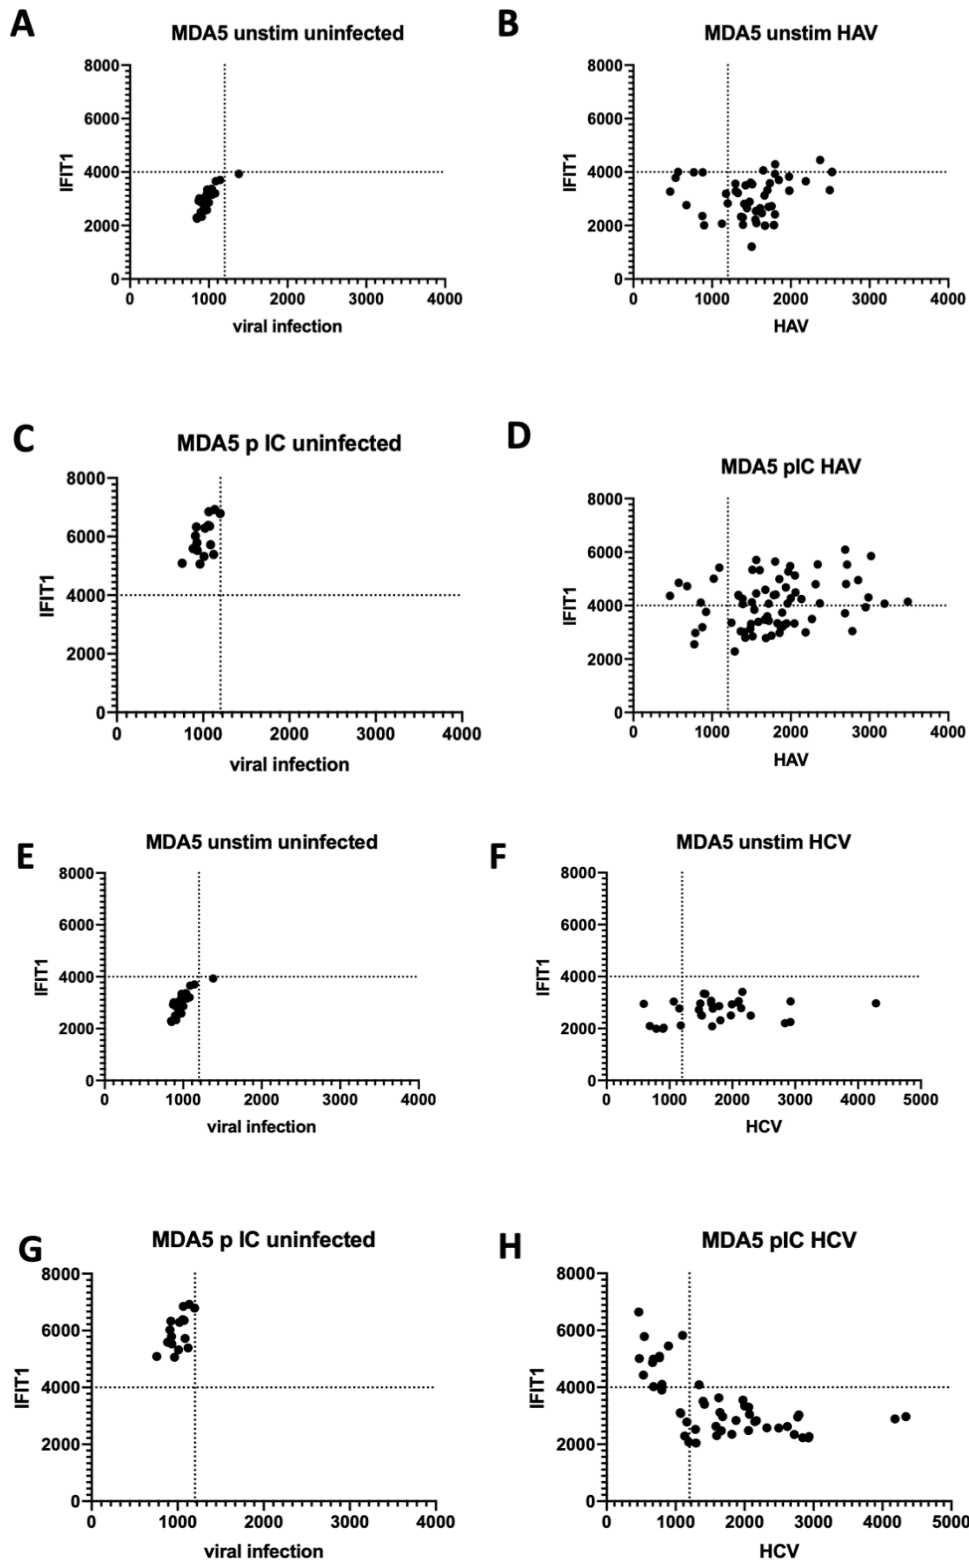 A
MDA5 unstim uninfected
8000
6000
4000
2000
0
IFIT1
0 1000 2000 3000 4000
viral infection
B
MDA5 unstim HAV
8000
6000
4000
2000
0
IFIT1
0 1000 2000 3000 4000
HAV
C
MDA5 p IC uninfected
8000
6000
4000
2000
0
IFIT1
0 1000 2000 3000 4000
viral infection
D
MDA5 pIC HAV
8000
6000
4000
2000
0
IFIT1
0 1000 2000 3000 4000
HAV
E
MDA5 unstim uninfected
8000
6000
4000
2000
0
IFIT1
0 1000 2000 3000 4000
viral infection
F
MDA5 unstim HCV
8000
6000
4000
2000
0
IFIT1
0 1000 2000 3000 4000 5000
HCV
G
MDA5 p IC uninfected
8000
6000
4000
2000
0
IFIT1
0 1000 2000 3000 4000
viral infection
H
MDA5 pIC HCV
8000
6000
4000
2000
0
IFIT1
0 1000 2000 3000 4000 5000
HCV